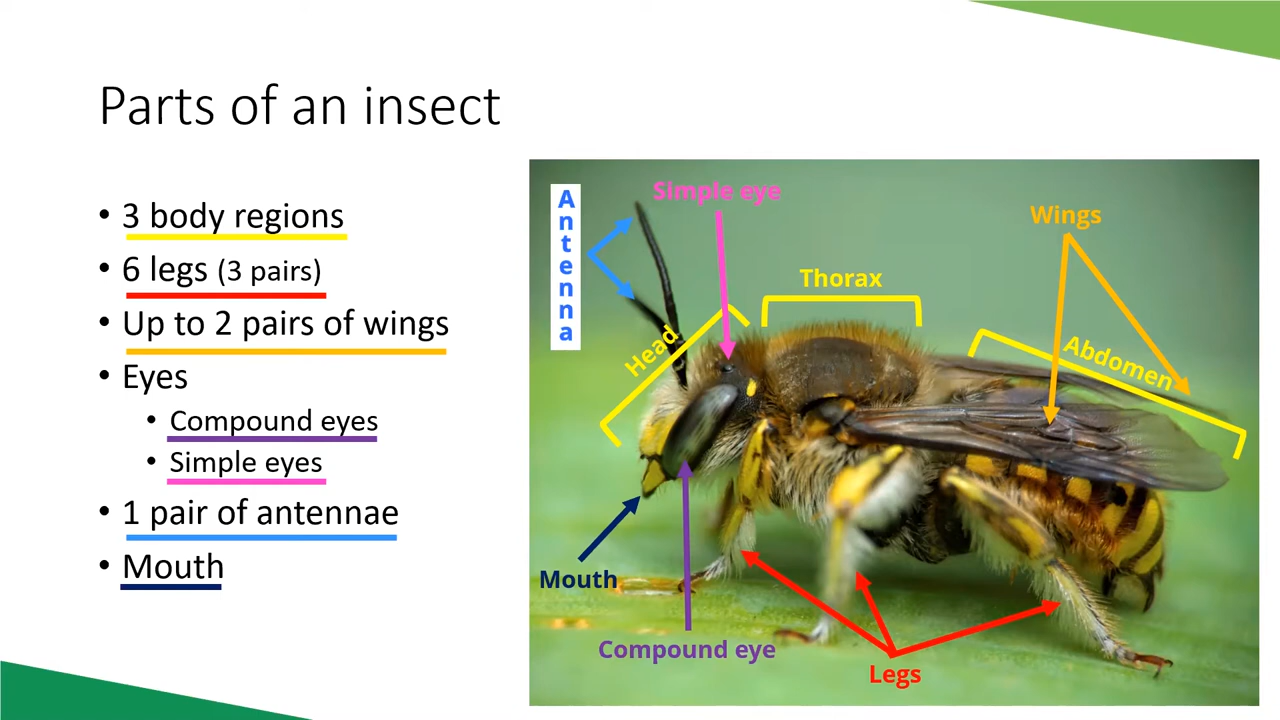 Parts of an insect
• 3 body regions
• 6 legs (3 pairs)
• Up to 2 pairs of wings
• Eyes
• Compound eyes
• Simple eyes
• 1 pair of antennae
• Mouth
Antenna
Simple eye
Wings
Thorax
Head
Abdomen
Mouth
Compound eye
Legs